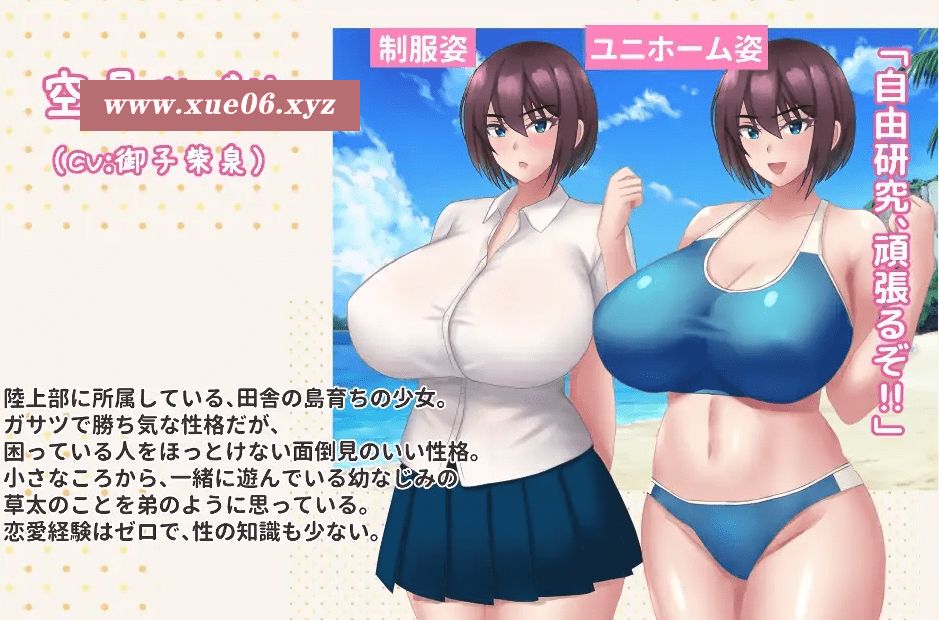 制服姿
ユニホーム姿
www.xue06.xyz
(CV:御子柴泉)
「自由研究、頑張るぞ!!」
陸上部に所属している、田舎の島育ちの少女。
ガサツで勝ち気な性格だが、
困っている人をほっとけない面倒見のいい性格。
小さなころから、一緒に遊んでいる幼なじみの
草太のことを弟のように思っている。
恋愛経験はゼロで、性の知識も少ない。